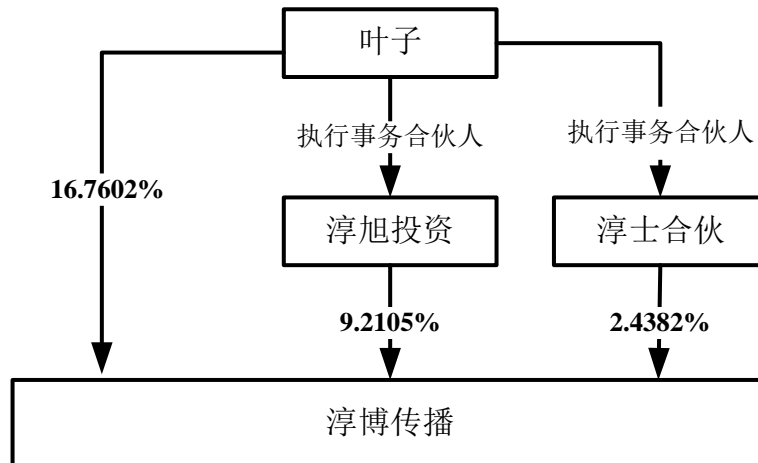 叶子
执行事务合伙人
执行事务合伙人
16.7602%
淳旭投资
淳士合伙
9.2105%
2.4382%
淳博传播